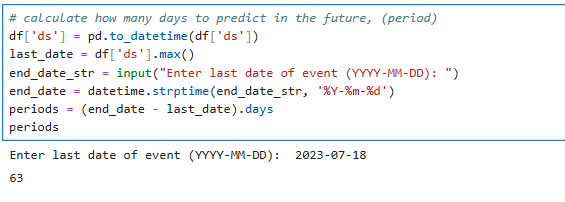 # calculate how many days to predict in the future, (period)
df['ds'] = pd.to_datetime(df['ds'])
last_date = df['ds'].max()
end_date_str = input("Enter last date of event (YYYY-MM-DD): ")
end_date = datetime.strptime(end_date_str, '%Y-%m-%d')
periods = (end_date - last_date).days
periods
Enter last date of event (YYYY-MM-DD):  2023-07-18
63